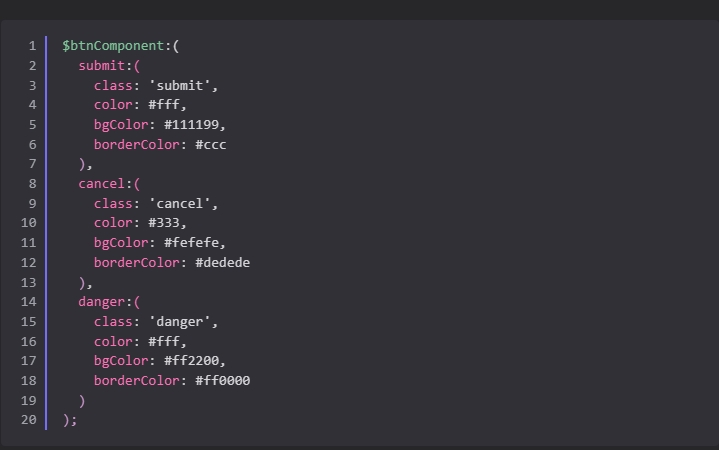 1 $btnComponent:(
2 submit:(
3 class: 'submit',
4 color: #fff,
5 bgColor: #111199,
6 borderColor: #ccc
7 ),
8 cancel:(
9 class: 'cancel',
10 color: #333,
11 bgColor: #fefefe,
12 borderColor: #dedede
13 ),
14 danger:(
15 class: 'danger',
16 color: #fff,
17 bgColor: #ff2200,
18 borderColor: #ff0000
19 )
20 );